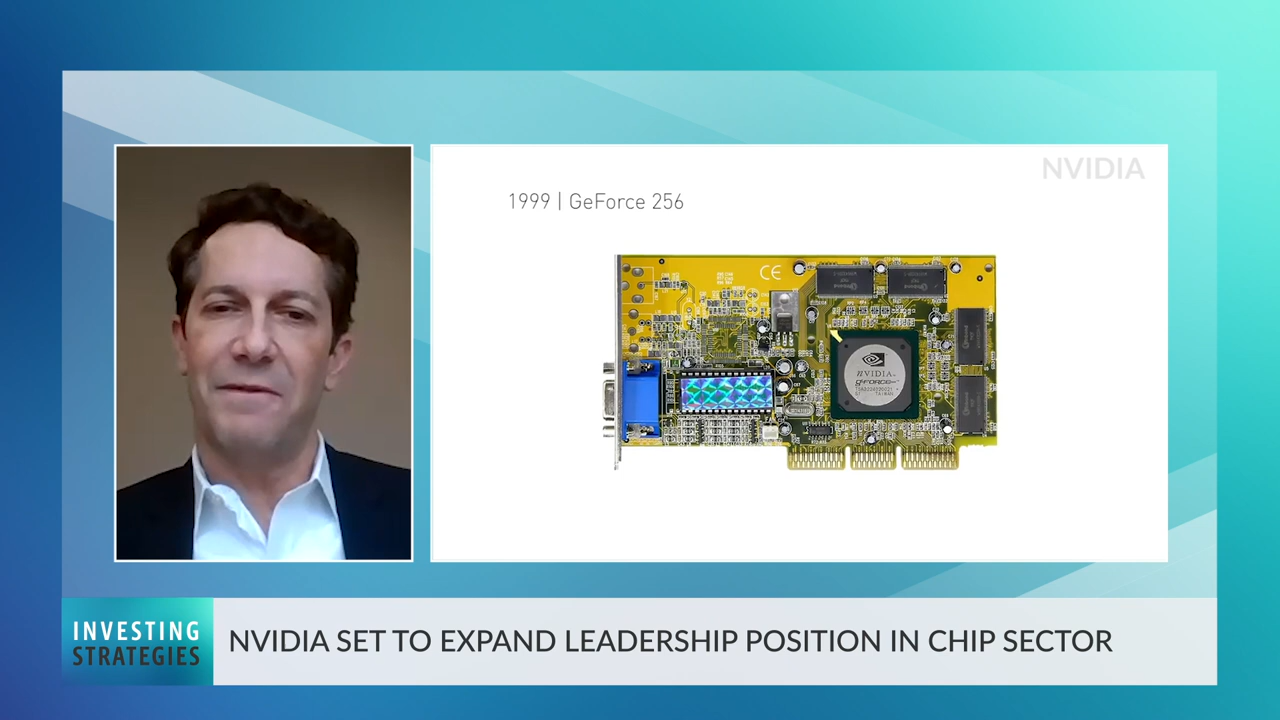 NVIDIA
1999 | GeForce 256
CE
NVIDIA
GEFORCE
TAIWAN
INVESTING
STRATEGIES
NVIDIA SET TO EXPAND LEADERSHIP POSITION IN CHIP SECTOR